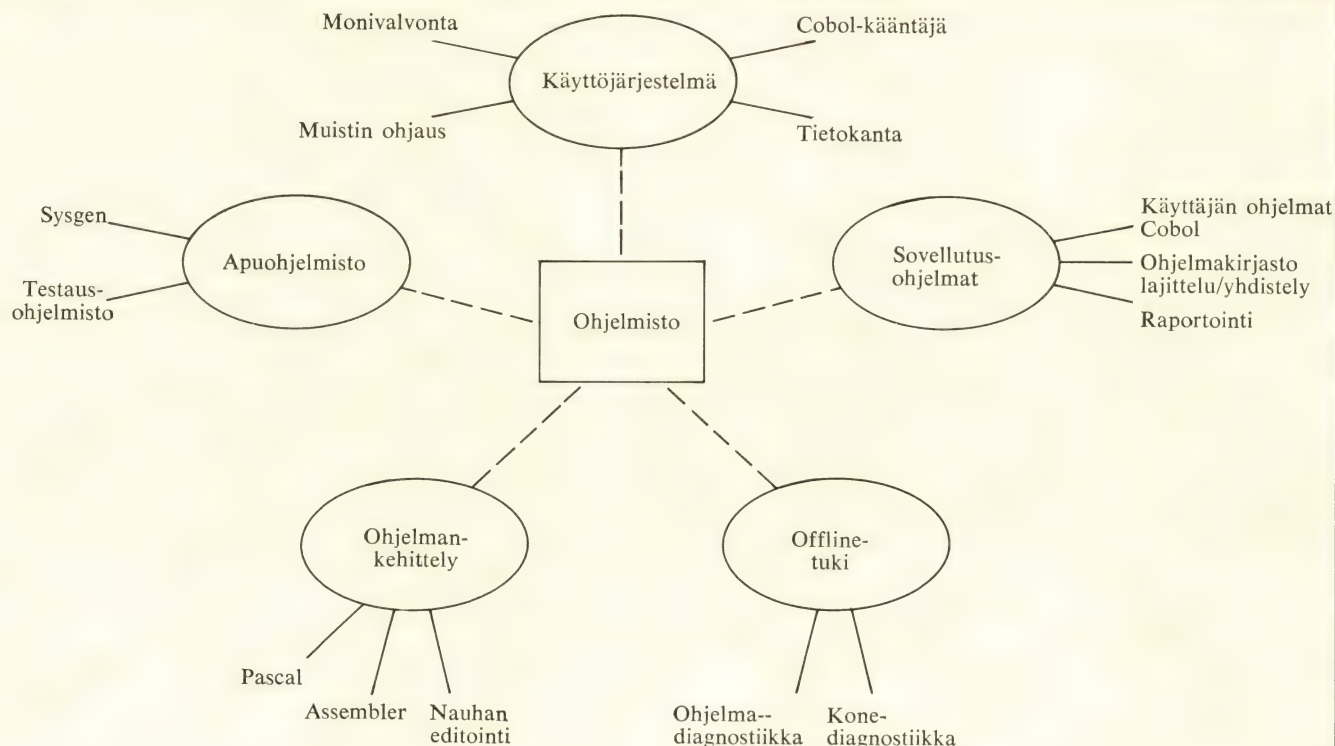 Monivalvonta
Cobol-kääntäjä
Käyttöjärjestelmä
Muistin ohjaus
Tietokanta
Sysgen
Apuohjelmisto
Testaus-
ohjelmisto
Ohjelmisto
Sovellutus-
ohjelmat
Käyttäjän ohjelmat
Cobol
Ohjelmakirjasto
lajittelu/yhdistely
Raportointi
Ohjelman-
kehittely
Offline-
tuki
Pascal
Assembler
Nauhan
editointi
Ohjelma--
diagnostiikka
Kone-
diagnostiikka